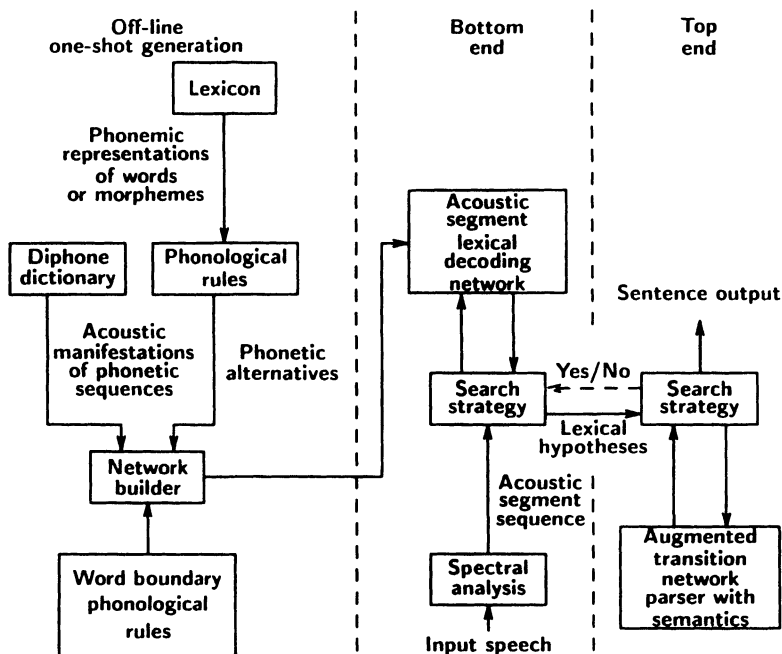 Off-line
one-shot generation
Bottom
end
Top
end
Lexicon
Phonemic
representations
of words
or morphemes
Diphone
dictionary
Phonological
rules
Acoustic
segment
lexical
decoding
network
Acoustic
manifestations
of phonetic
sequences
Phonetic
alternatives
Sentence output
Yes/No
Search
strategy
Search
strategy
Lexical
hypotheses
Network
builder
Acoustic
segment
sequence
Word boundary
phonological
rules
Spectral
analysis
Augmented
transition
network
parser with
semantics
Input speech